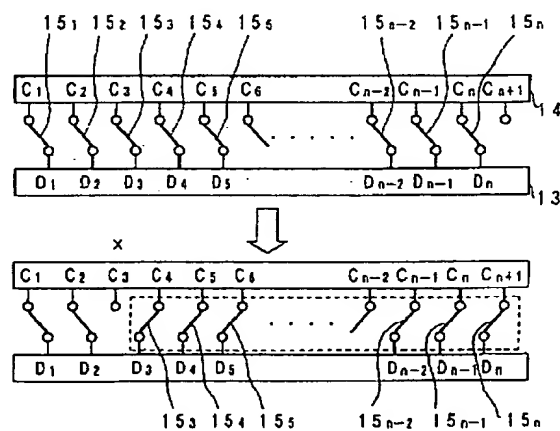 15₁ 15₂ 15₃ 15₄ 15₅ 15ₙ₋₂ 15ₙ₋₁ 15ₙ
C₁ C₂ C₃ C₄ C₅ C₆ Cₙ₋₂ Cₙ₋₁ Cₙ Cₙ₊₁
14
D₁ D₂ D₃ D₄ D₅ Dₙ₋₂ Dₙ₋₁ Dₙ
13
×
C₁ C₂ C₃ C₄ C₅ C₆ Cₙ₋₂ Cₙ₋₁ Cₙ Cₙ₊₁
D₁ D₂ D₃ D₄ D₅ Dₙ₋₂ Dₙ₋₁ Dₙ
15₃ 15₄ 15₅ 15ₙ₋₂ 15ₙ₋₁ 15ₙ